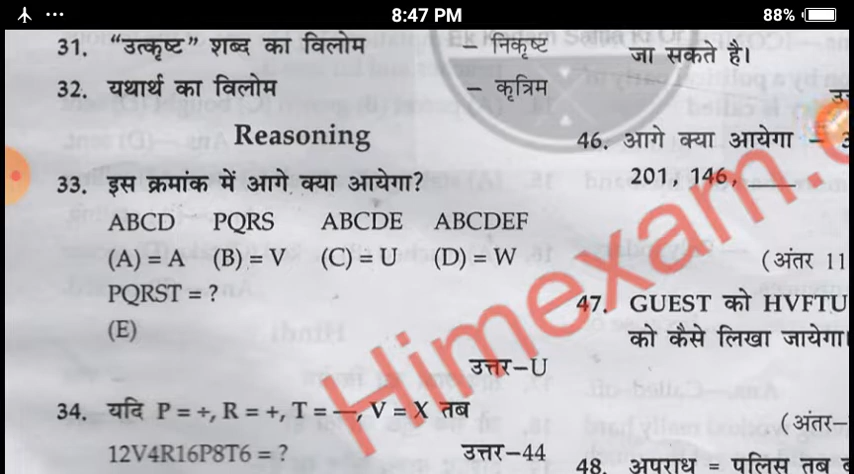 8:47 PM
88%
31. “उत्कृष्ट” शब्द का विलोम – निकृष्ट
32. यथार्थ का विलोम – कृत्रिम
Reasoning
33. इस क्रमांक में आगे क्या आयेगा?
ABCD PQRS ABCDE ABCDEF
(A) = A (B) = V (C) = U (D) = W
PQRST = ?
(E)
उत्तर–U
34. यदि P = ÷, R = +, T = –, V = X तब
12V4R16P8T6 = ? उत्तर–44
जा सकते है।
46. आगे क्या आयेगा –
201, 146, ____
(अंतर 11
47. GUEST को HVFTU
को कैसे लिखा जायेगा।
(अंतर–
48. अपराध = पुलिस तब
Himexam.c